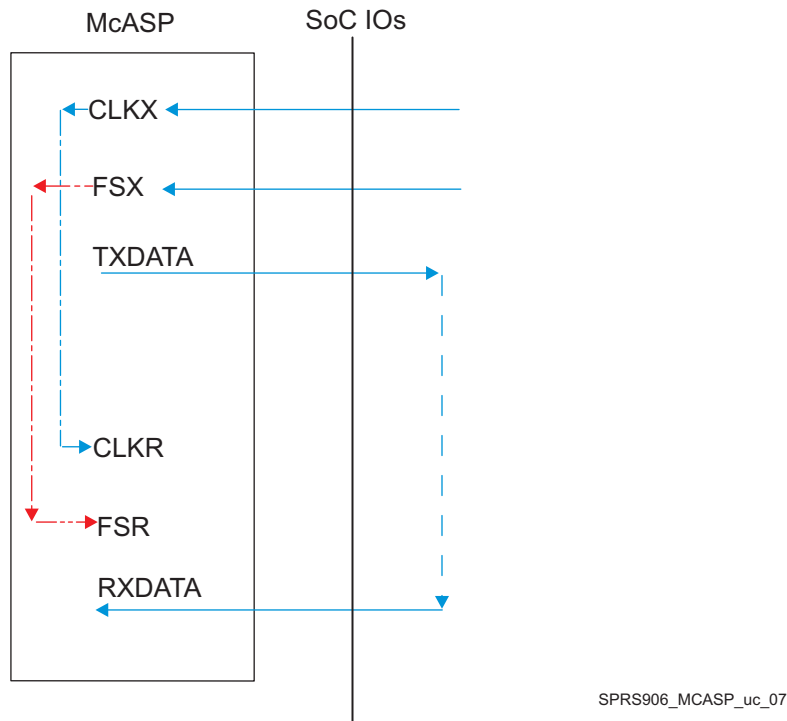 McASP
SoC IOs
CLKX
FSX
TXDATA
CLKR
FSR
RXDATA
SPRS906_MCASP_uc_07